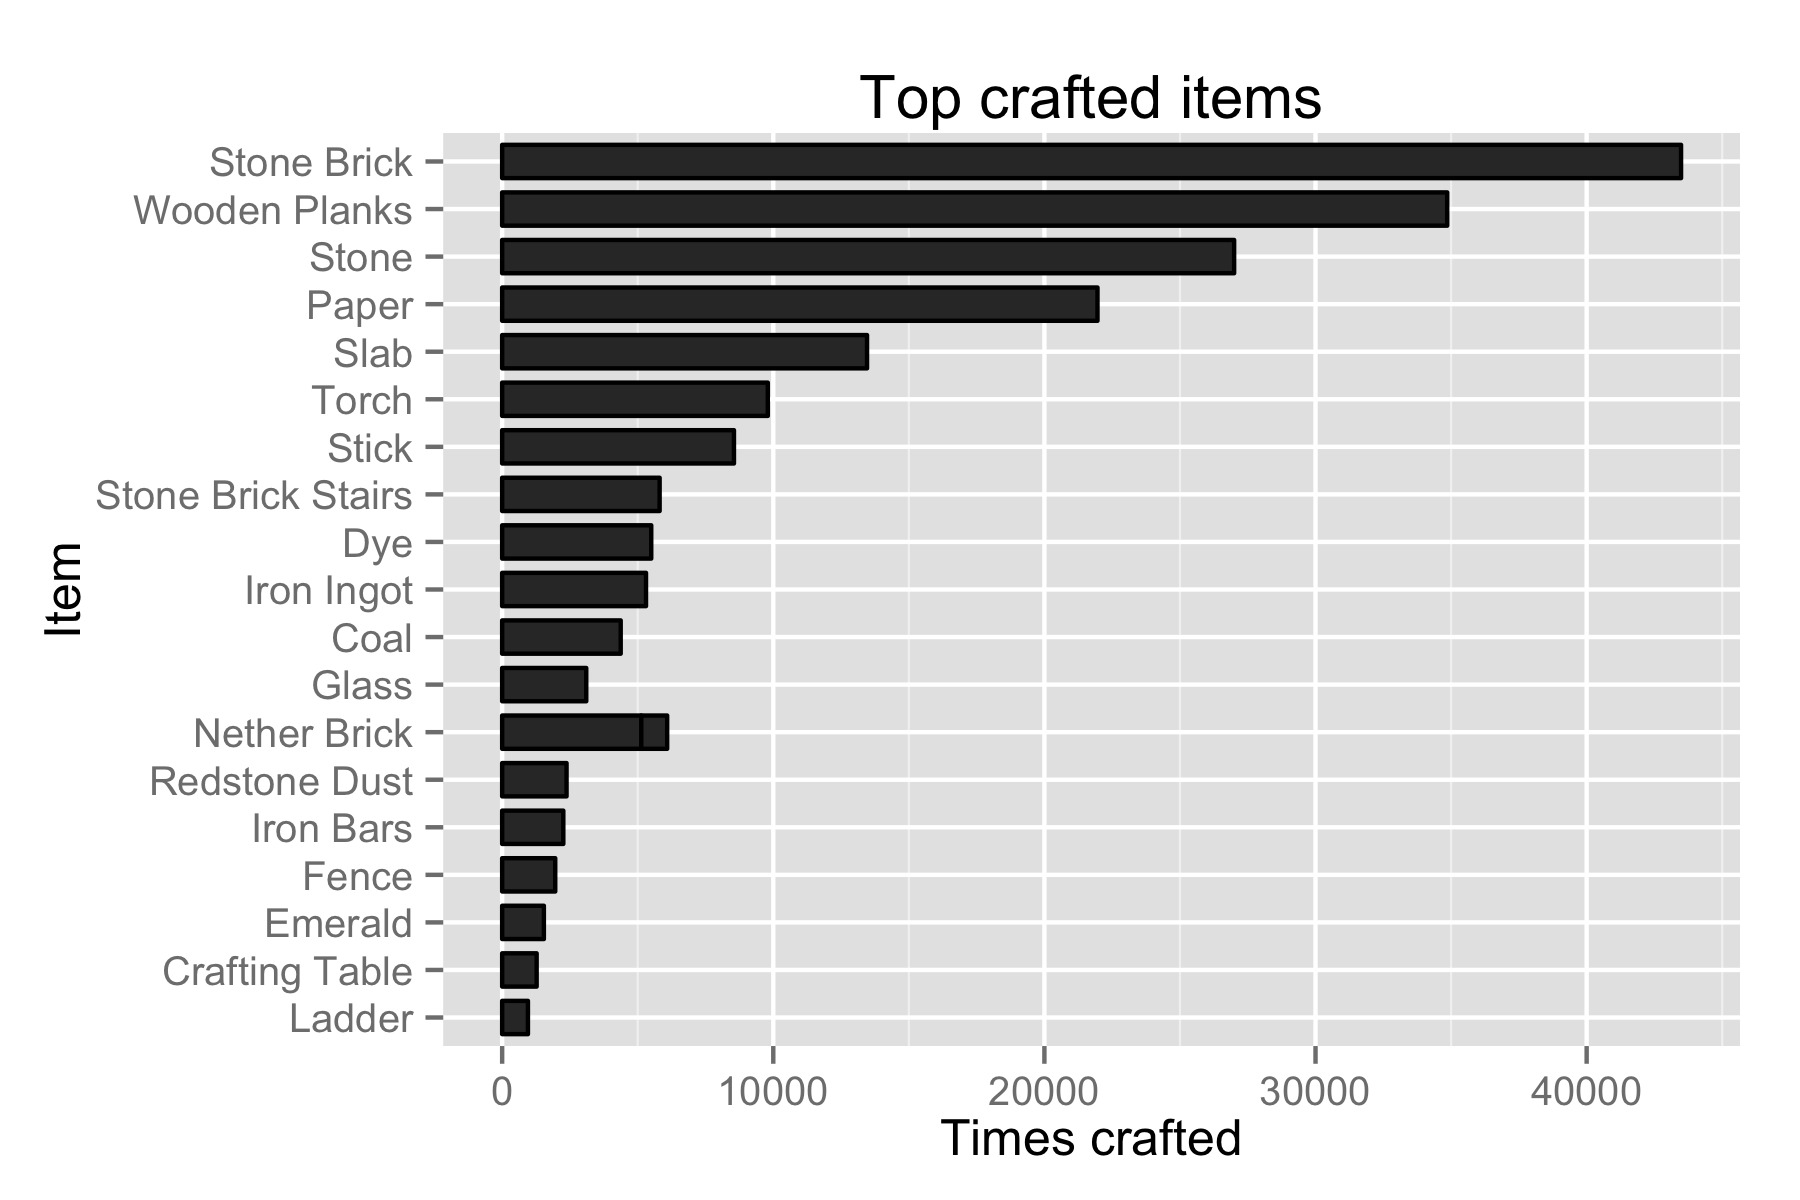 Top crafted items
Stone Brick
Wooden Planks
Stone
Paper
Slab
Torch
Stick
Stone Brick Stairs
Dye
Iron Ingot
Coal
Glass
Nether Brick
Redstone Dust
Iron Bars
Fence
Emerald
Crafting Table
Ladder
Item
0 10000 20000 30000 40000
Times crafted